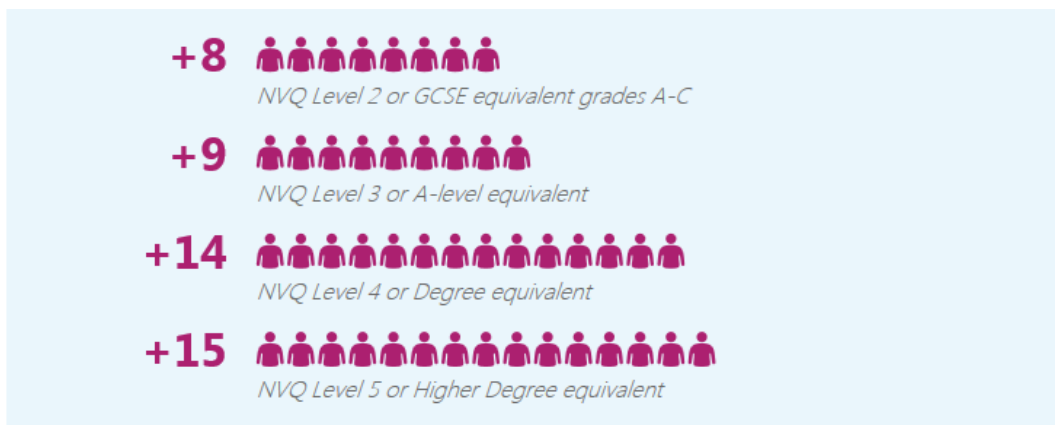 +8
NVQ Level 2 or GCSE equivalent grades A-C
+9
NVQ Level 3 or A-level equivalent
+14
NVQ Level 4 or Degree equivalent
+15
NVQ Level 5 or Higher Degree equivalent